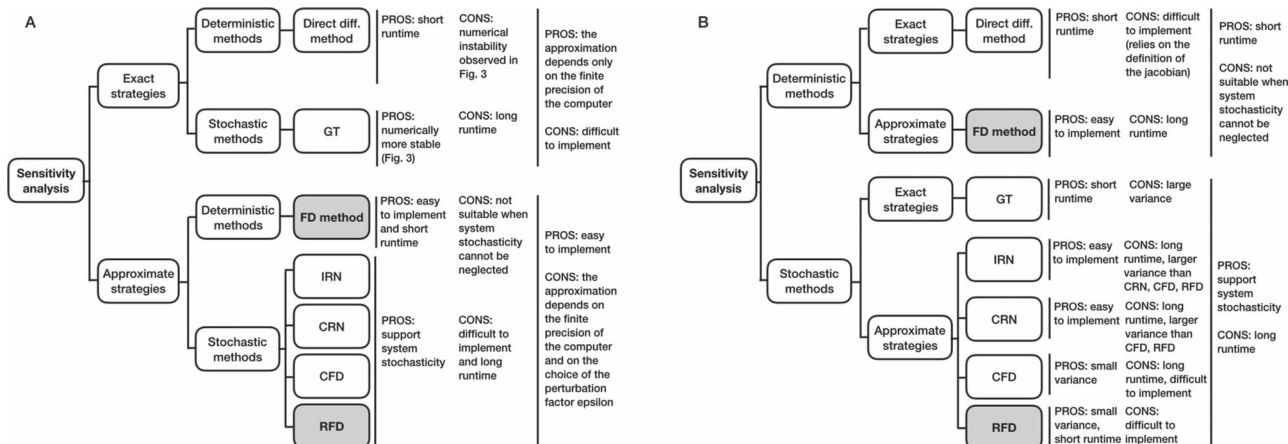 A
Sensitivity
analysis
Exact
strategies
Deterministic
methods
Direct diff.
method
PROS: short
runtime
CONS:
numerical
instability
observed in
Fig. 3
PROS: the
approximation
depends only
on the finite
precision of
the computer
CONS: difficult
to implement
Stochastic
methods
GT
PROS:
numerically
more stable
(Fig. 3)
CONS: long
runtime
Approximate
strategies
Deterministic
methods
FD method
PROS: easy
to implement
and short
runtime
CONS: not
suitable when
system
stochasticity
cannot be
neglected
PROS: easy
to implement
CONS: the
approximation
depends on
the finite
precision of
the computer
and on the
choice of the
perturbation
factor epsilon
Stochastic
methods
IRN
CRN
CFD
RFD
PROS:
support
system
stochasticity
CONS:
difficult to
implement
and long
runtime
B
Sensitivity
analysis
Deterministic
methods
Exact
strategies
Direct diff.
method
PROS: short
runtime
CONS: difficult
to implement
(relies on the
definition of
the jacobian)
PROS: short
runtime
CONS: not
suitable when
system
stochasticity
cannot be
neglected
Approximate
strategies
FD method
PROS: easy
to implement
CONS: long
runtime
Stochastic
methods
Exact
strategies
GT
PROS: short
runtime
CONS: large
variance
PROS:
support
system
stochasticity
CONS: long
runtime
Approximate
strategies
IRN
PROS: easy
to implement
CONS: long
runtime, larger
variance than
CRN, CFD, RFD
CRN
PROS: easy
to implement
CONS: long
runtime, larger
variance than
CFD, RFD
CFD
PROS: small
variance
CONS: long
runtime, difficult
to implement
RFD
PROS: small
variance,
short runtime
CONS:
difficult to
implement